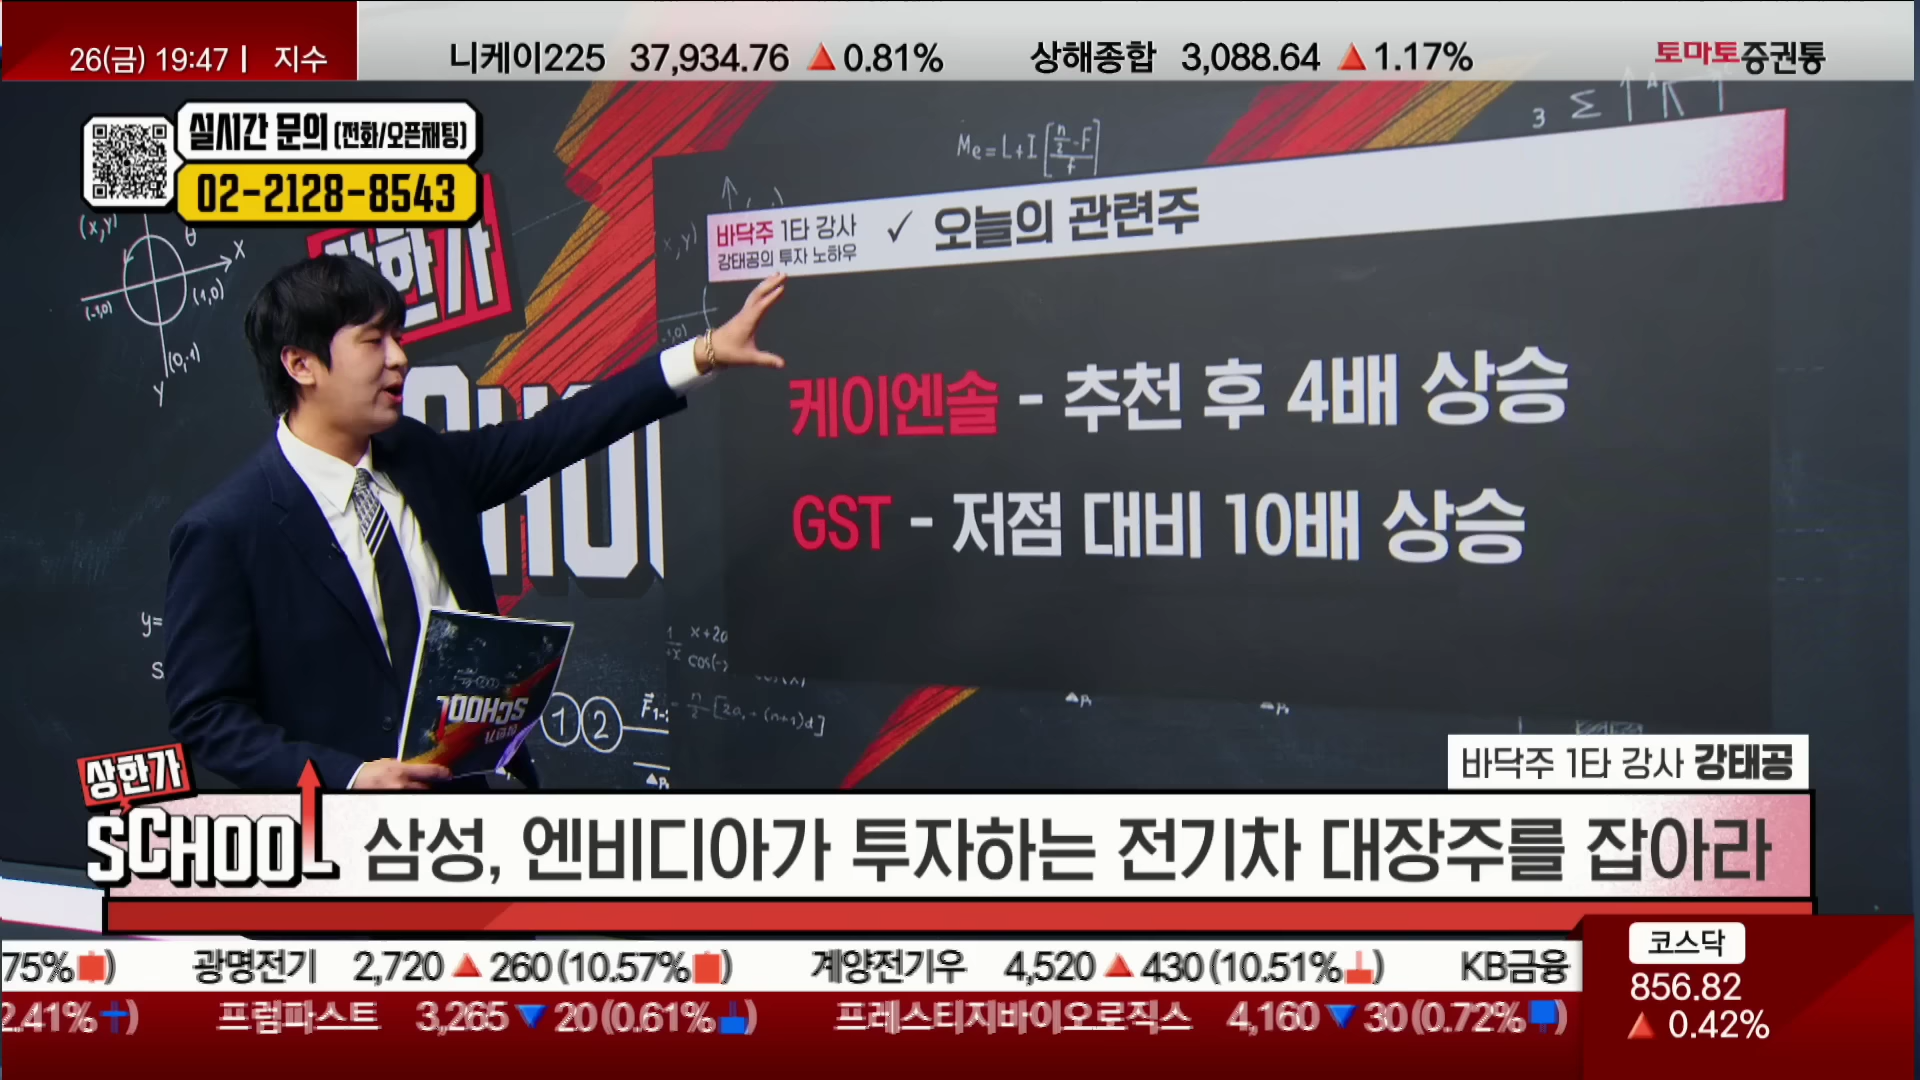 26(금) 19:47 | 지수
니케이225 37,934.76 ▲0.81%
상해종합 3,088.64 ▲1.17%
토마토증권통
실시간 문의 (전화/오픈채팅)
02-2128-8543
바닥주 1타 강사
강태공의 투자 노하우
✓ 오늘의 관련주
케이엔솔 - 추천 후 4배 상승
GST - 저점 대비 10배 상승
바닥주 1타 강사 강태공
상한가
SCHOOL
삼성, 엔비디아가 투자하는 전기차 대장주를 잡아라
75% ) 광명전기 2,720 ▲260(10.57% ) 계양전기우 4,520 ▲430(10.51% ) KB금융
2.41% ) 프럼파스트 3,265 ▼20(0.61% ) 프레스티지바이오로직스 4,160 ▼30(0.72% )
코스닥
856.82
▲ 0.42%